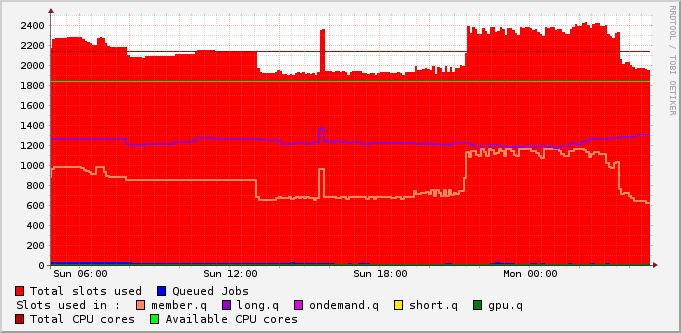 2400
2200
2000
1800
1600
1400
1200
1000
800
600
400
200
0
Sun 06:00 Sun 12:00 Sun 18:00 Mon 00:00
RRDTOOL / TOBI OETIKER
Total slots used Queued Jobs
Slots used in : member.q long.q ondemand.q short.q gpu.q
Total CPU cores Available CPU cores